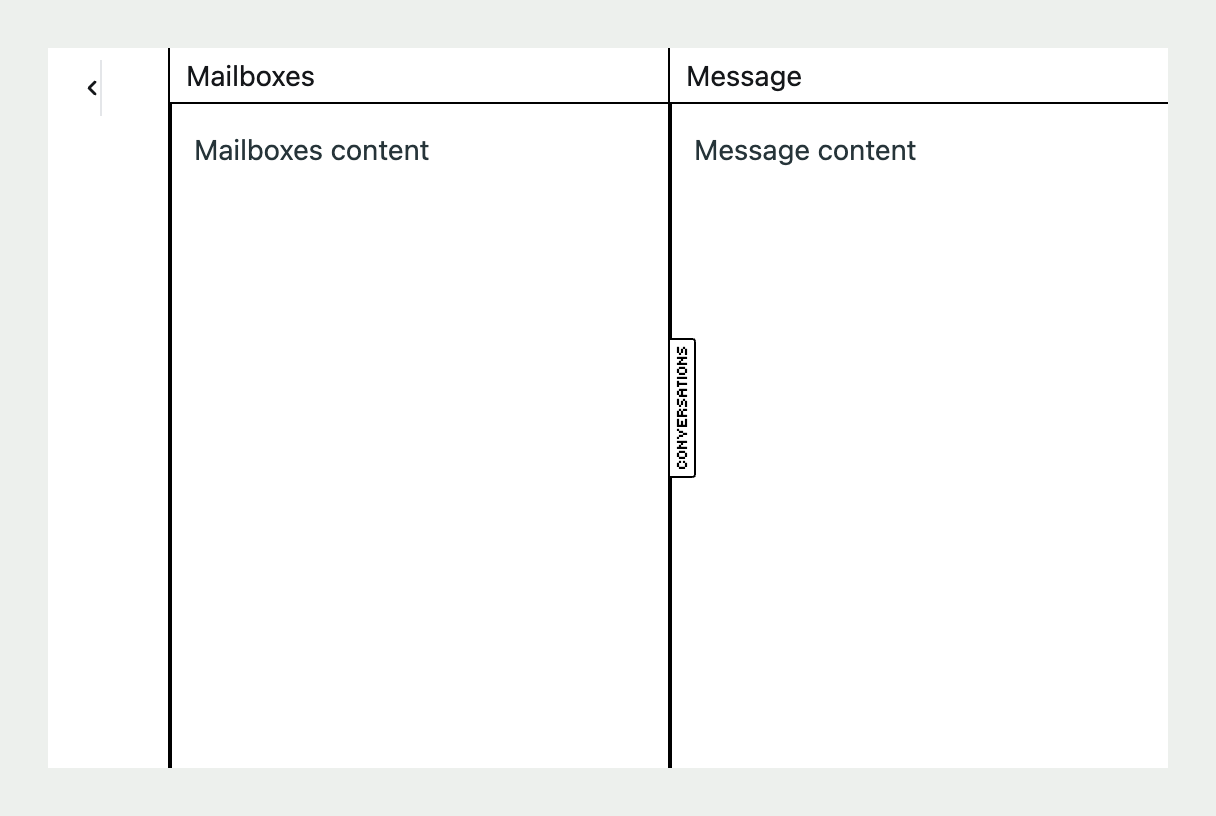 Mailboxes
Message
Mailboxes content
Message content
CONVERSATIONS